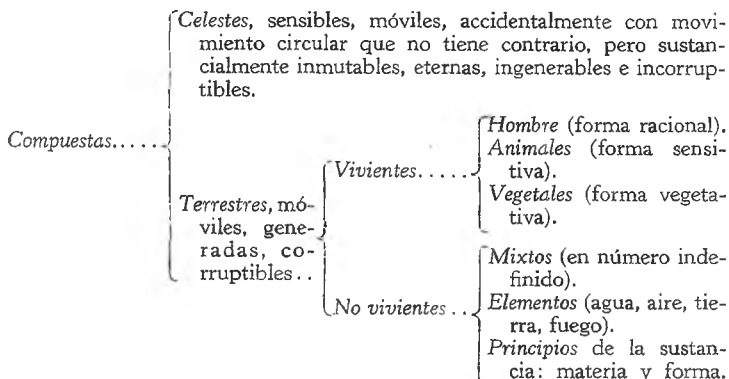 Celestes, sensibles, móviles, accidentalmente con movi-
miento circular que no tiene contrario, pero sustan-
cialmente inmutables, eternas, ingenerables e incorrup-
tibles.
Compuestas.....
Terrestres, mó-
viles, gene-
radas, co-
rruptibles..
Vivientes.....
Hombre (forma racional).
Animales (forma sensi-
tiva).
Vegetales (forma vegeta-
tiva).
No vivientes..
Mixtos (en número inde-
finido).
Elementos (agua, aire, tie-
rra, fuego).
Principios de la sustan-
cia: materia y forma.